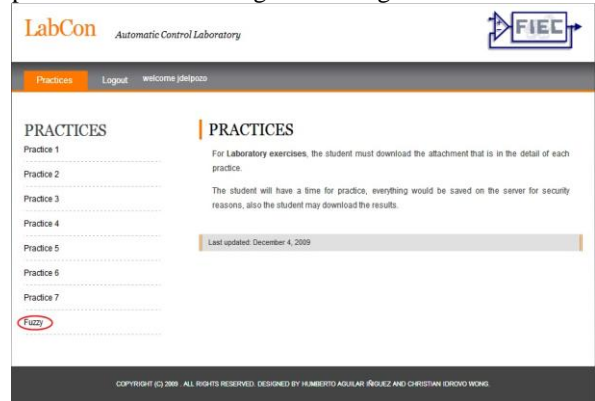 LabCon Automatic Control Laboratory
FIEC
Practices Logout welcome jdelpozo
PRACTICES
Practice 1
Practice 2
Practice 3
Practice 4
Practice 5
Practice 6
Practice 7
Fuzzy
PRACTICES
For Laboratory exercises, the student must download the attachment that is in the detail of each
practice.
The student will have a time for practice, everything would be saved on the server for security
reasons, also the student may download the results.
Last updated: December 4, 2009
COPYRIGHT (C) 2009 . ALL RIGHTS RESERVED. DESIGNED BY HUMBERTO AGUILAR IÑIGUEZ AND CHRISTIAN IDROVO WONG.